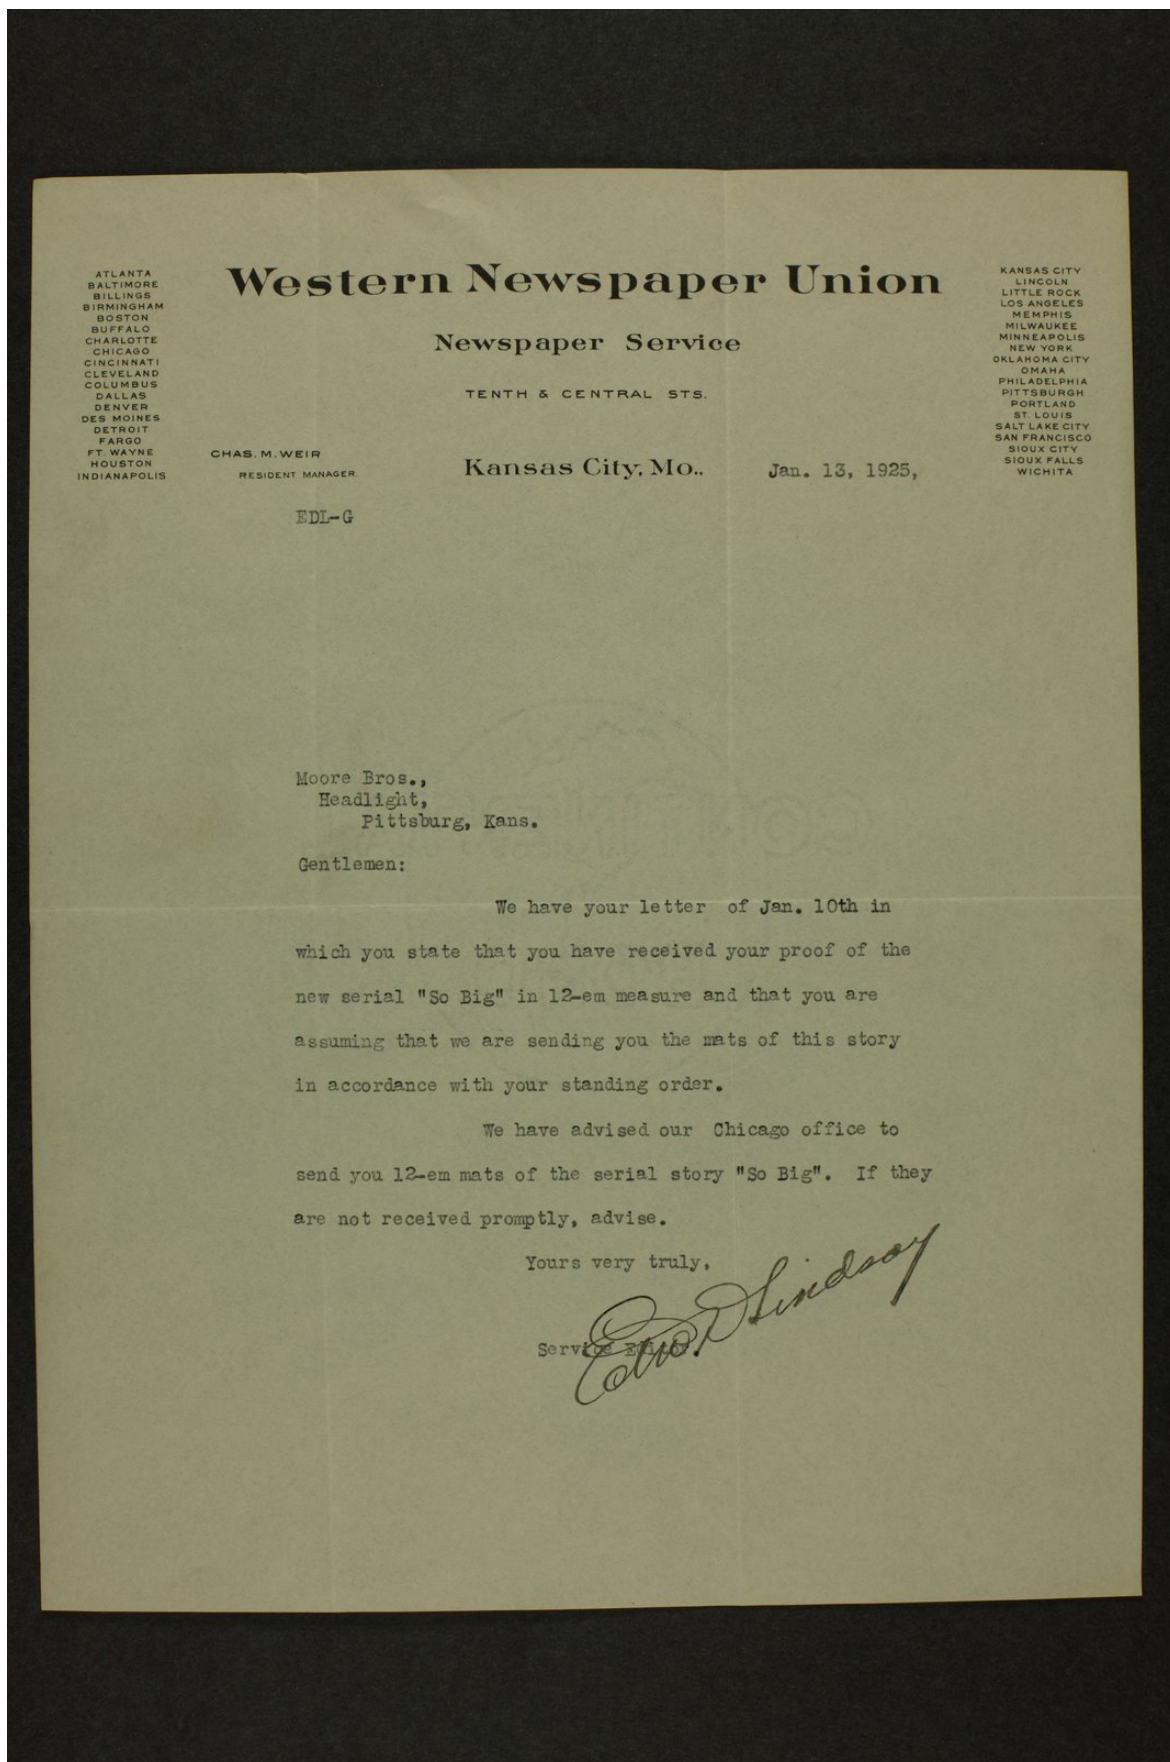 ATLANTA
BALTIMORE
BILLINGS
BIRMINGHAM
BOSTON
BUFFALO
CHARLOTTE
CHICAGO
CINCINNATI
CLEVELAND
COLUMBUS
DALLAS
DENVER
DES MOINES
DETROIT
FARGO
FT. WAYNE
HOUSTON
INDIANAPOLIS
Western Newspaper Union
Newspaper Service
TENTH & CENTRAL STS.
CHAS. M. WEIR
RESIDENT MANAGER
Kansas City, Mo.. Jan. 13, 1925,
KANSAS CITY
LINCOLN
LITTLE ROCK
LOS ANGELES
MEMPHIS
MILWAUKEE
MINNEAPOLIS
NEW YORK
OKLAHOMA CITY
OMAHA
PHILADELPHIA
PITTSBURGH
PORTLAND
ST. LOUIS
SALT LAKE CITY
SAN FRANCISCO
SIOUX CITY
SIOUX FALLS
WICHITA
EDL-G
Moore Bros.,
Headlight,
Pittsburg, Kans.
Gentlemen:
We have your letter of Jan. 10th in
which you state that you have received your proof of the
new serial "So Big" in 12-em measure and that you are
assuming that we are sending you the mats of this story
in accordance with your standing order.
We have advised our Chicago office to
send you 12-em mats of the serial story "So Big". If they
are not received promptly, advise.
Yours very truly,
Edw. D Lindsay
Service Editor.